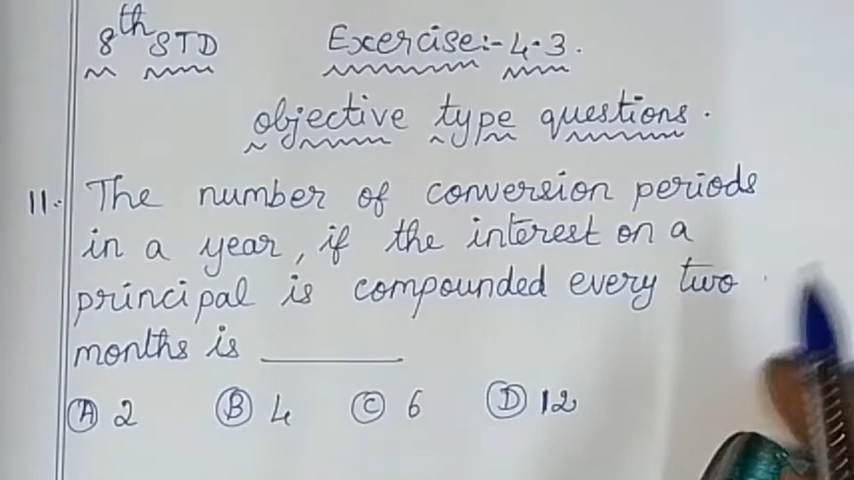 8th STD Exercise:- 4.3.
objective type questions.
11. The number of conversion periods
in a year, if the interest on a
principal is compounded every two
months is ________
Ⓐ 2 Ⓑ 4 Ⓒ 6 Ⓓ 12